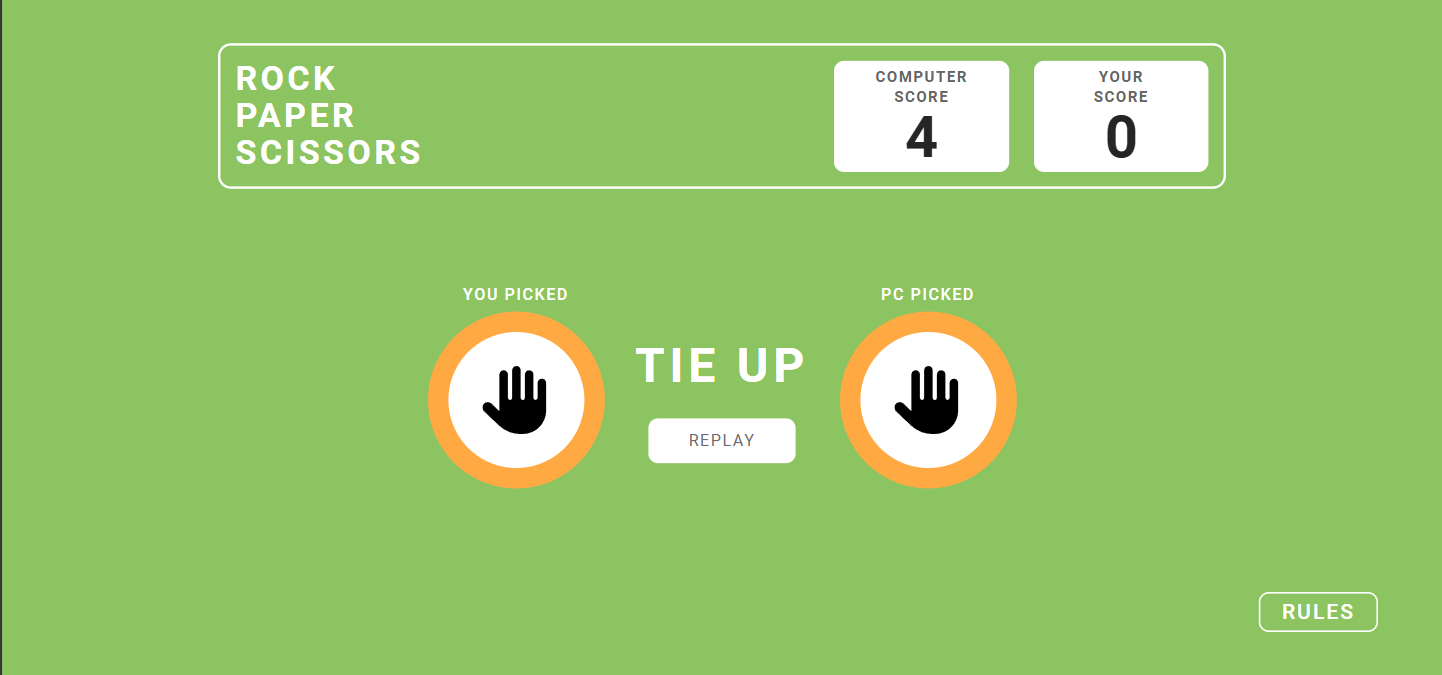 ROCK
PAPER
SCISSORS
COMPUTER
SCORE
4
YOUR
SCORE
0
YOU PICKED
TIE UP
REPLAY
PC PICKED
RULES